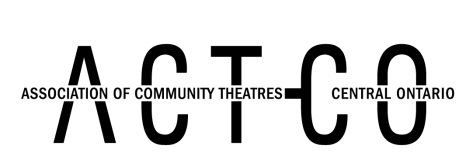 ACT-CO
ASSOCIATION OF COMMUNITY THEATRES CENTRAL ONTARIO